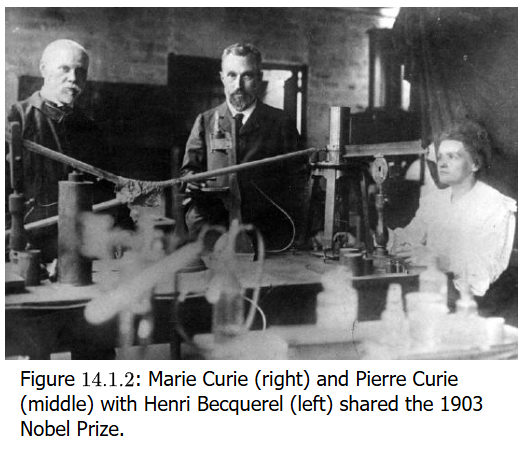 Figure 14.1.2: Marie Curie (right) and Pierre Curie
(middle) with Henri Becquerel (left) shared the 1903
Nobel Prize.